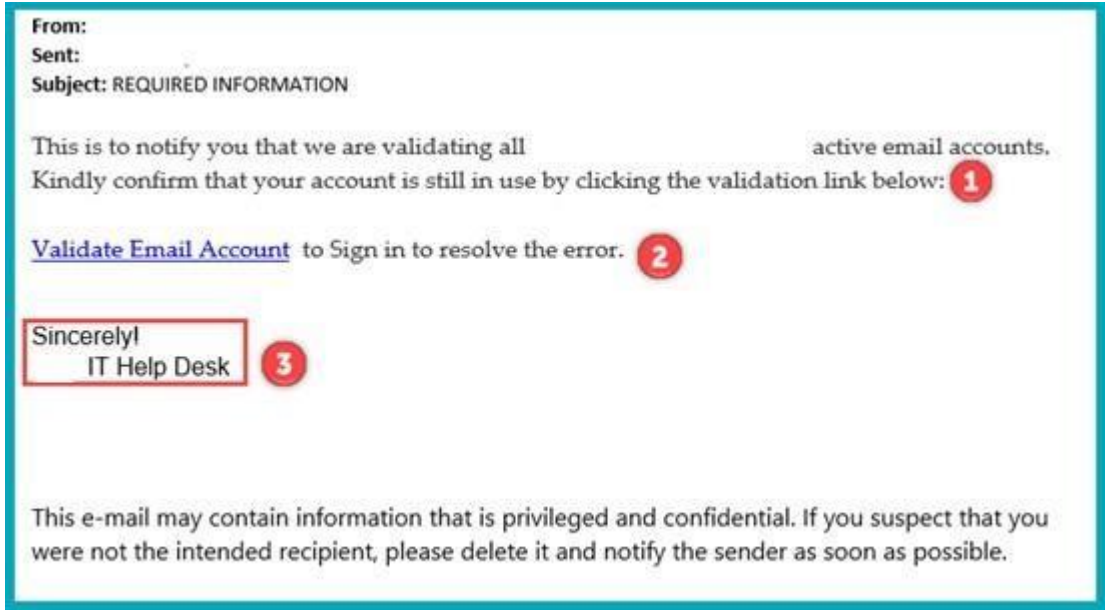 From:
Sent:
Subject: REQUIRED INFORMATION
This is to notify you that we are validating all active email accounts.
Kindly confirm that your account is still in use by clicking the validation link below: 1
Validate Email Account to Sign in to resolve the error. 2
Sincerely!
IT Help Desk 3
This e-mail may contain information that is privileged and confidential. If you suspect that you
were not the intended recipient, please delete it and notify the sender as soon as possible.